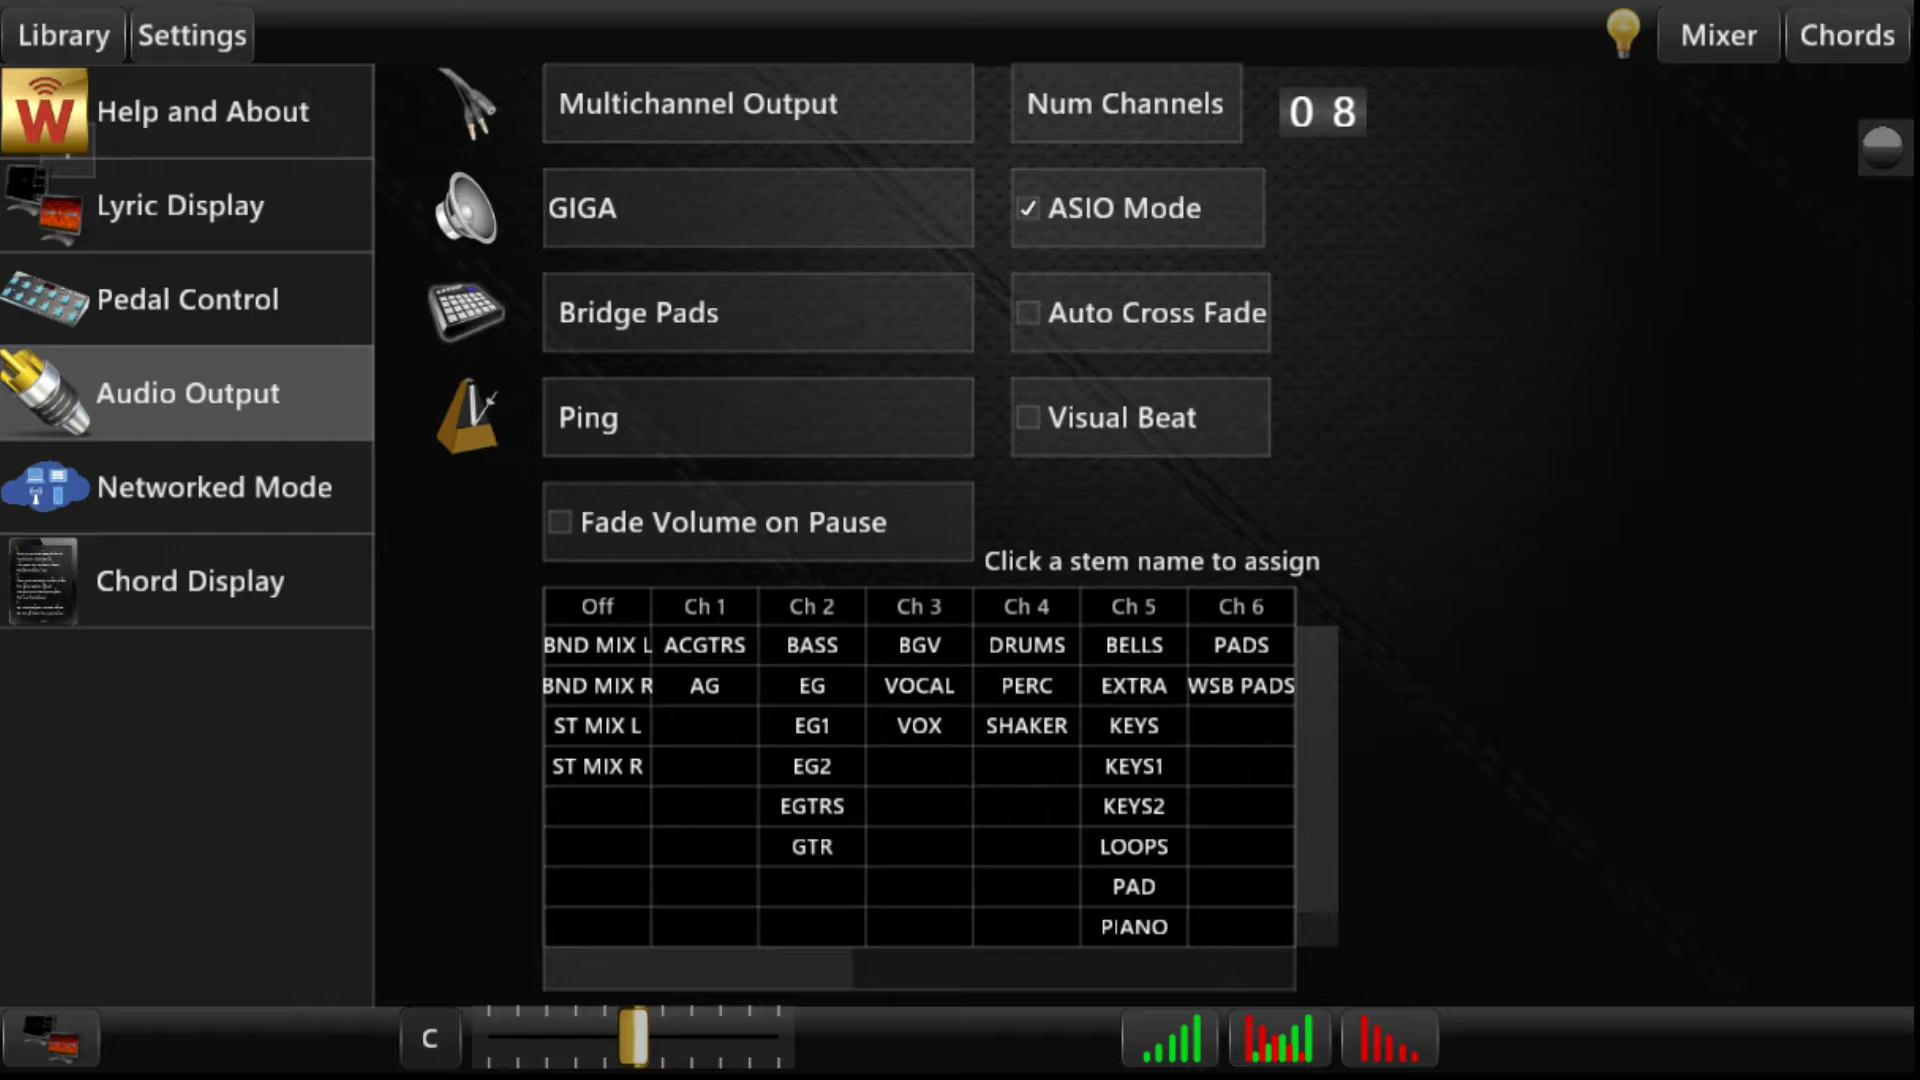 Library Settings Mixer Chords
W Help and About
Lyric Display
Pedal Control
Audio Output
Networked Mode
Chord Display
Multichannel Output Num Channels 0 8
GIGA ✓ ASIO Mode
Bridge Pads Auto Cross Fade
Ping Visual Beat
Fade Volume on Pause
Click a stem name to assign
Off Ch 1 Ch 2 Ch 3 Ch 4 Ch 5 Ch 6
BND MIX L ACGTRS BASS BGV DRUMS BELLS PADS
BND MIX R AG EG VOCAL PERC EXTRA WSB PADS
ST MIX L EG1 VOX SHAKER KEYS
ST MIX R EG2 KEYS1
EGTRS KEYS2
GTR LOOPS
PAD
PIANO
C